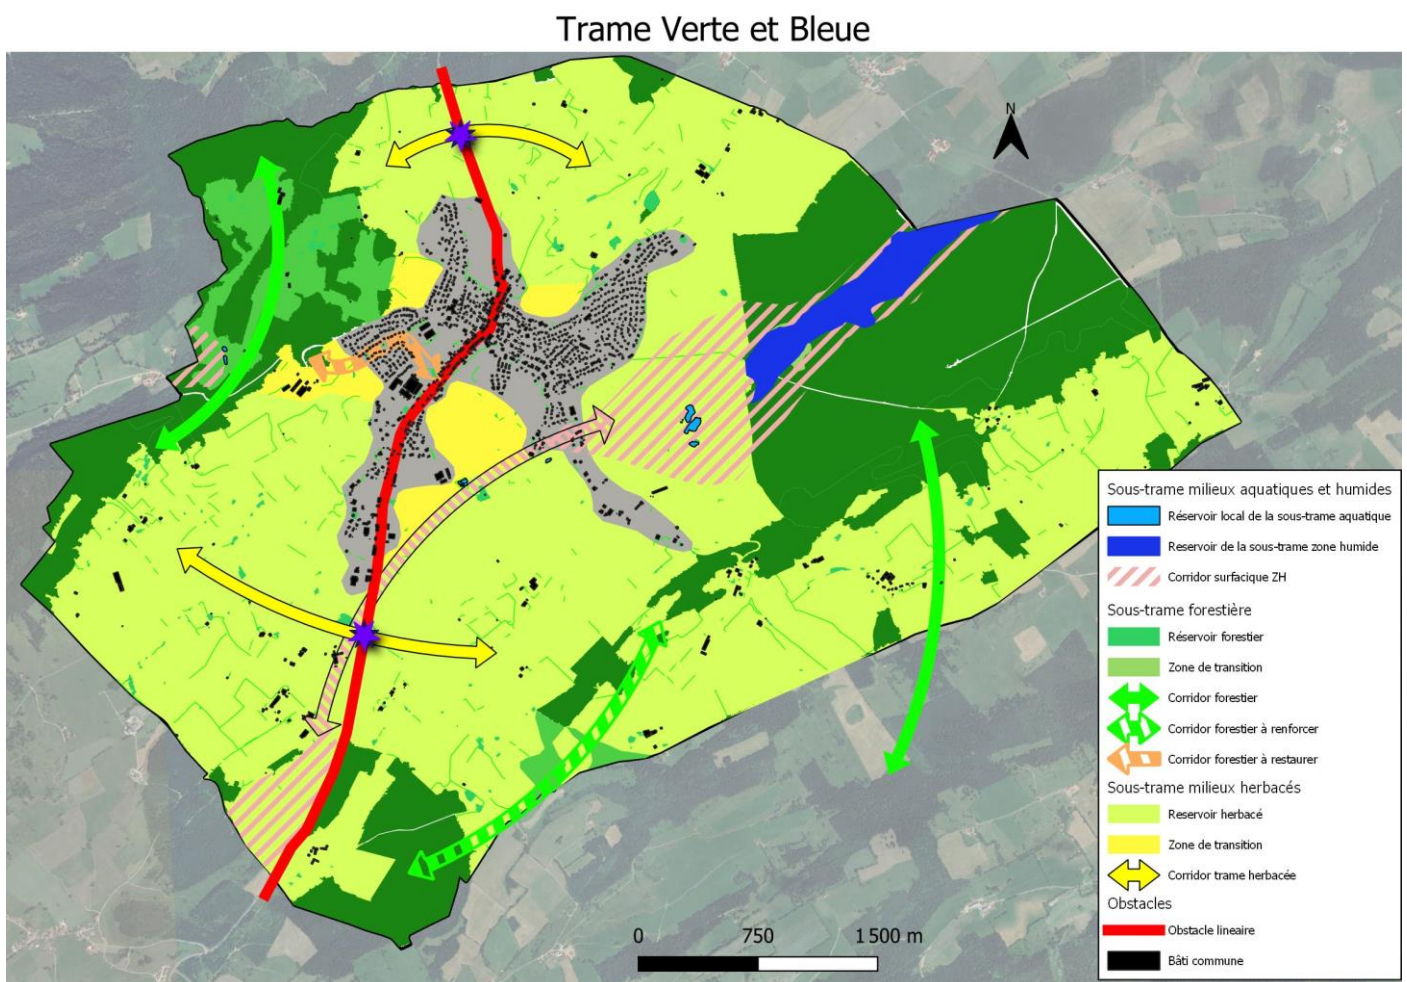 Trame Verte et Bleue
N
Sous-trame milieux aquatiques et humides
Réservoir local de la sous-trame aquatique
Reservoir de la sous-trame zone humide
Corridor surfacique ZH
Sous-trame forestière
Réservoir forestier
Zone de transition
Corridor forestier
Corridor forestier à renforcer
Corridor forestier à restaurer
Sous-trame milieux herbacés
Reservoir herbacé
Zone de transition
Corridor trame herbacée
Obstacles
Obstacle lineaire
Bâti commune
0 750 1 500 m